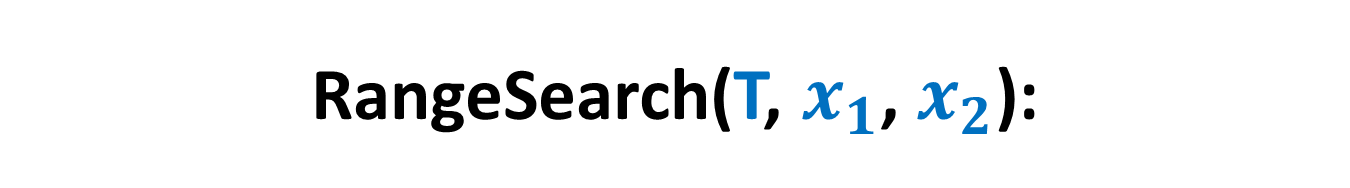 RangeSearch(T, x₁, x₂):